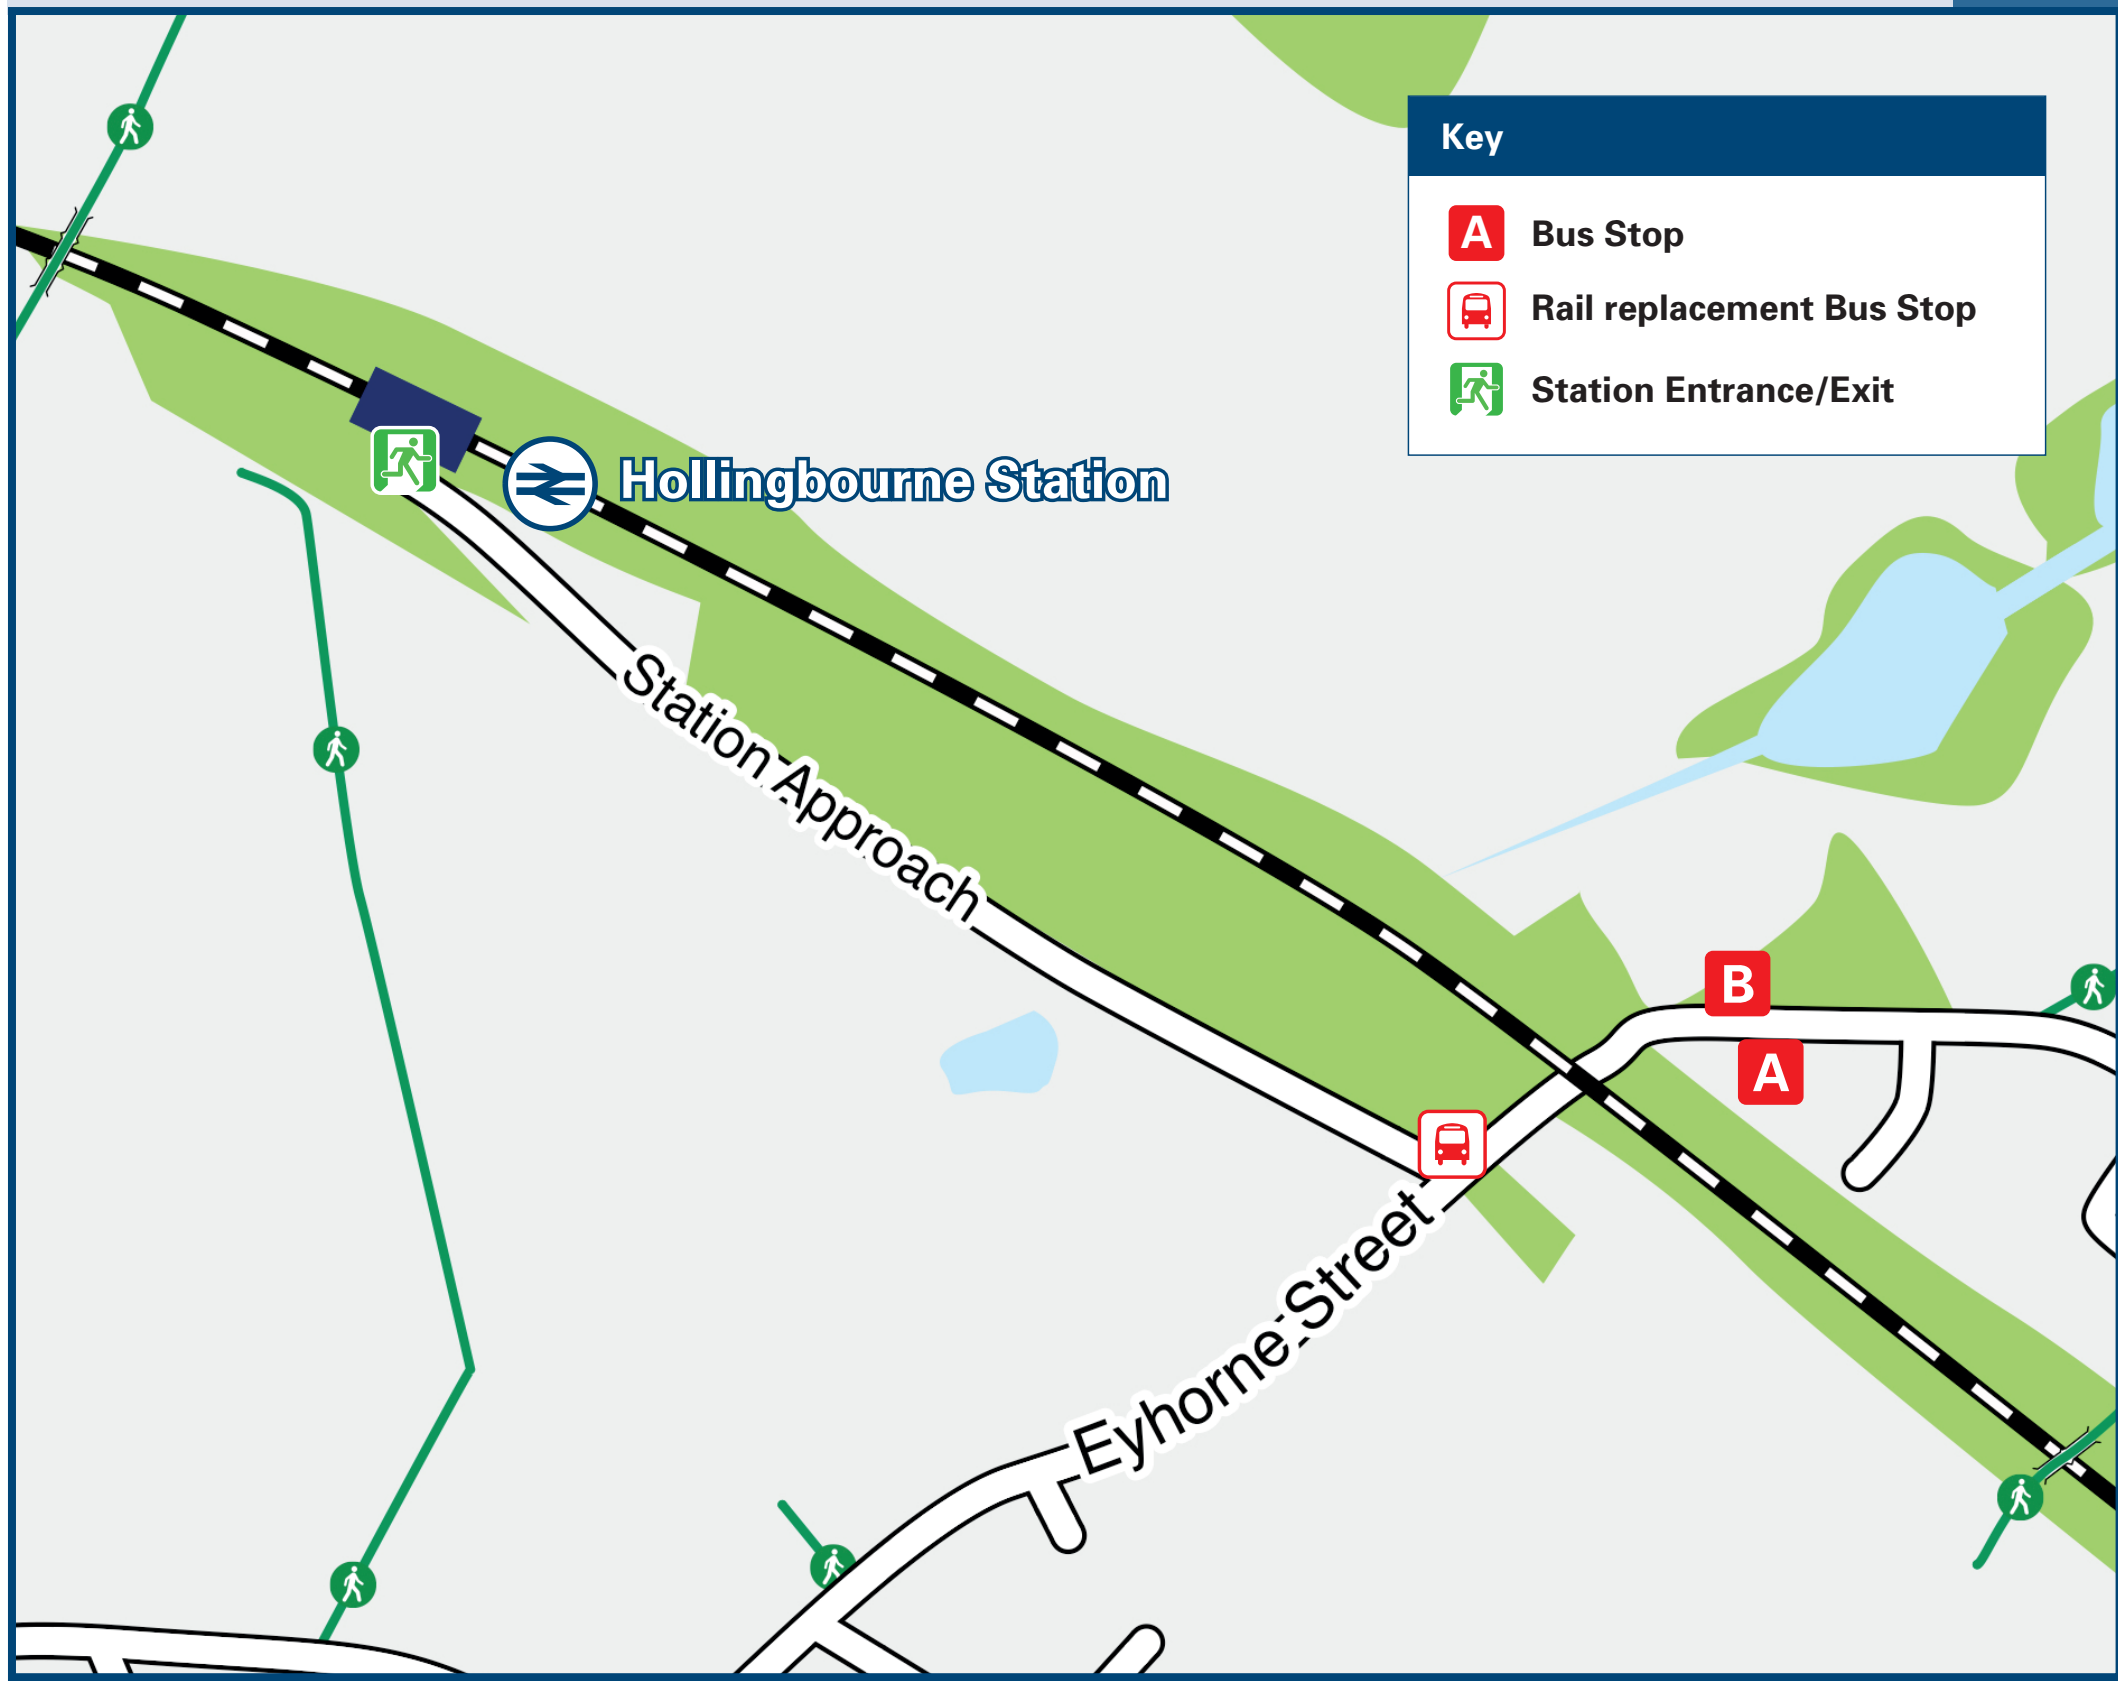 Key
A Bus Stop
Rail replacement Bus Stop
Station Entrance/Exit
Hollingbourne Station
Station Approach
B
A
Eyhorne Street